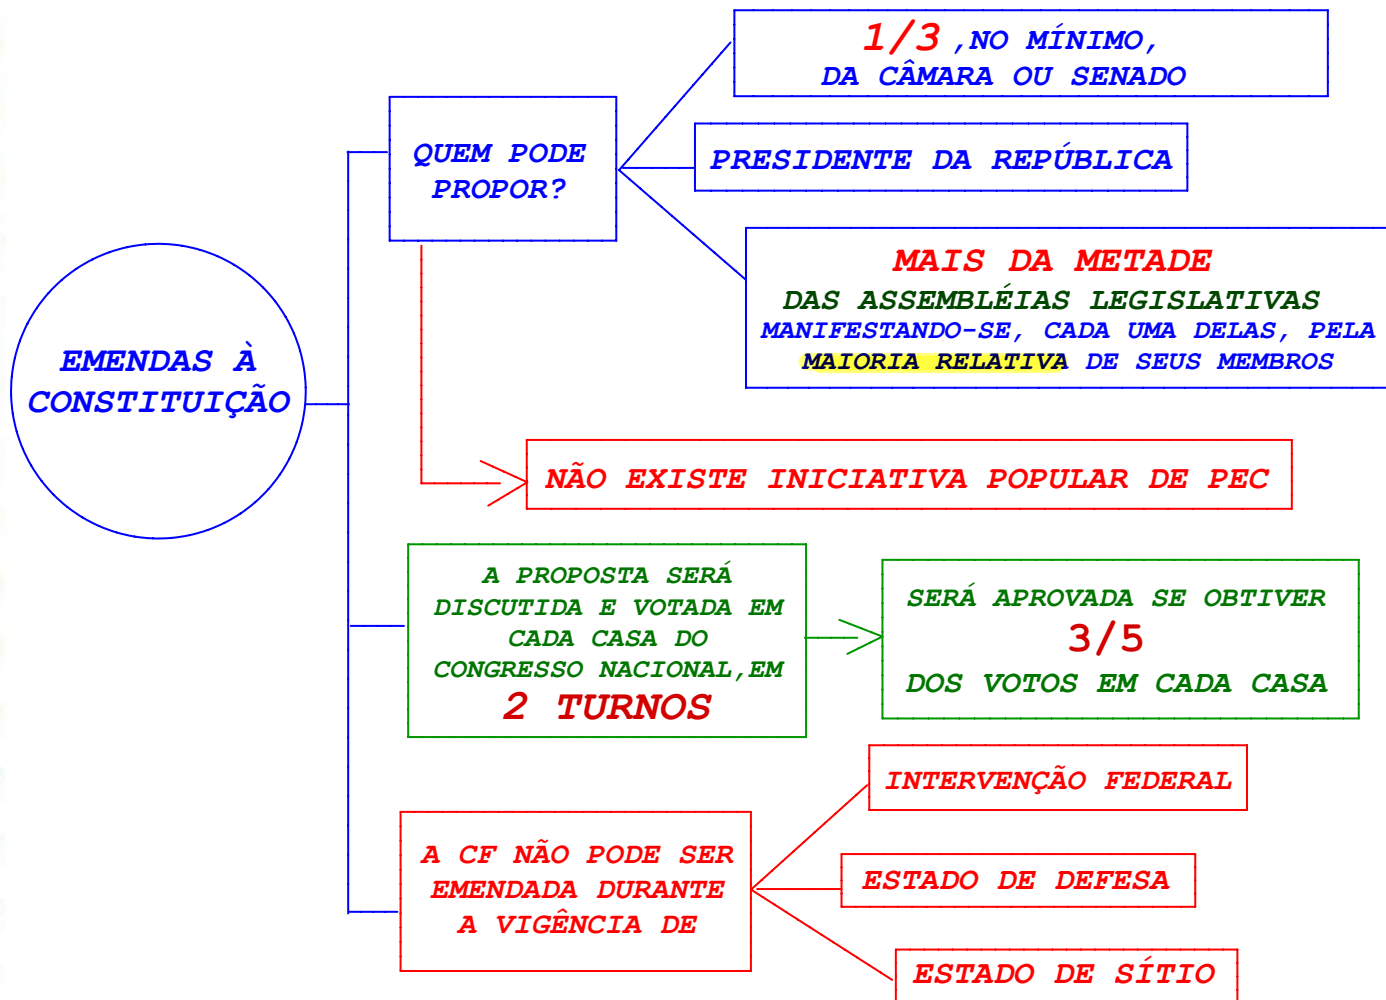 EMENDAS À
CONSTITUIÇÃO
QUEM PODE
PROPOR?
1/3 ,NO MÍNIMO,
DA CÂMARA OU SENADO
PRESIDENTE DA REPÚBLICA
MAIS DA METADE
DAS ASSEMBLÉIAS LEGISLATIVAS
MANIFESTANDO-SE, CADA UMA DELAS, PELA
MAIORIA RELATIVA DE SEUS MEMBROS
NÃO EXISTE INICIATIVA POPULAR DE PEC
A PROPOSTA SERÁ
DISCUTIDA E VOTADA EM
CADA CASA DO
CONGRESSO NACIONAL,EM
2 TURNOS
SERÁ APROVADA SE OBTIVER
3/5
DOS VOTOS EM CADA CASA
A CF NÃO PODE SER
EMENDADA DURANTE
A VIGÊNCIA DE
INTERVENÇÃO FEDERAL
ESTADO DE DEFESA
ESTADO DE SÍTIO